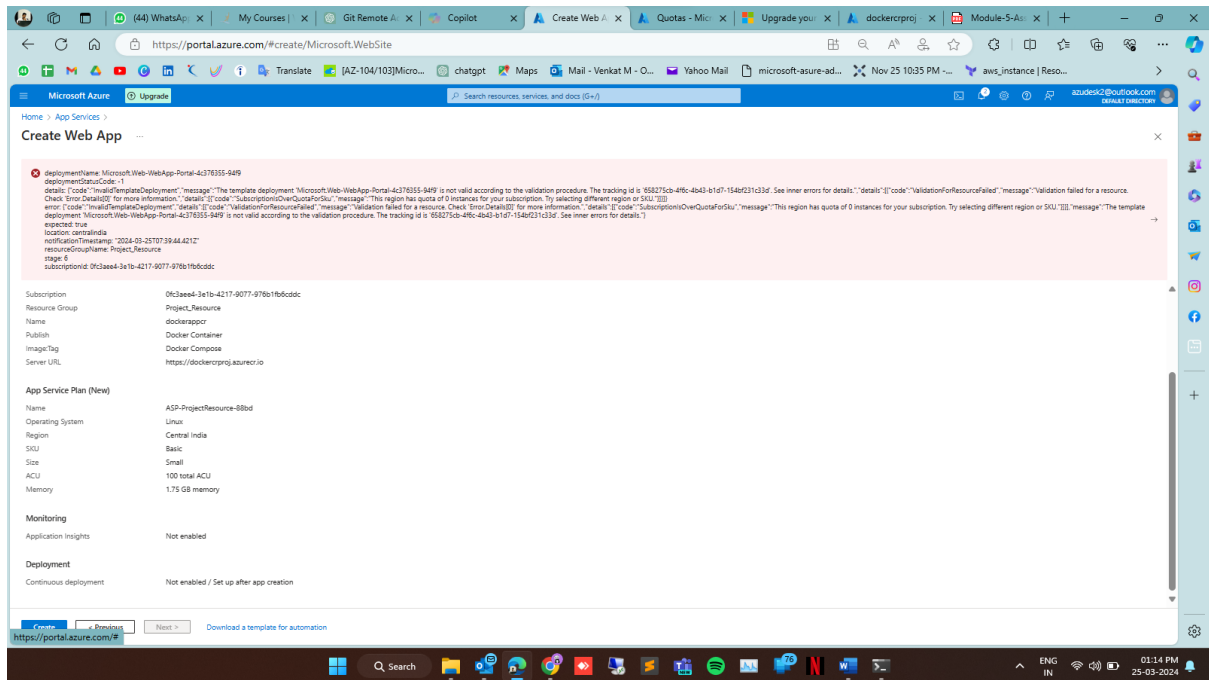 (44) WhatsAp
My Courses |
Git Remote A
Copilot
Create Web A
Quotas - Micr
Upgrade your
dockercrproj -
Module-5-As
https://portal.azure.com/#create/Microsoft.WebSite
Translate
[AZ-104/103]Micro...
chatgpt
Maps
Mail - Venkat M - O...
Yahoo Mail
microsoft-asure-ad...
Nov 25 10:35 PM -...
aws_instance | Reso...
Microsoft Azure
Upgrade
Search resources, services, and docs (G+/)
azudesk2@outlook.com
DEFAULT DIRECTORY
Home > App Services >
Create Web App ...
deploymentName: Microsoft.Web-WebApp-Portal-4c376355-94f9
deploymentStatusCode: -1
details: {"code":"InvalidTemplateDeployment","message":"The template deployment 'Microsoft.Web-WebApp-Portal-4c376355-94f9' is not valid according to the validation procedure. The tracking id is '658275cb-4f6c-4b43-b1d7-154bf231c33d'. See inner errors for details.","details":[{"code":"ValidationForResourceFailed","message":"Validation failed for a resource.
Check 'Error.Details[0]' for more information.","details":[{"code":"SubscriptionIsOverQuotaForSku","message":"This region has quota of 0 instances for your subscription. Try selecting different region or SKU."}]}]}
error: {"code":"InvalidTemplateDeployment","details":[{"code":"ValidationForResourceFailed","message":"Validation failed for a resource. Check 'Error.Details[0]' for more information.","details":[{"code":"SubscriptionIsOverQuotaForSku","message":"This region has quota of 0 instances for your subscription. Try selecting different region or SKU."}]}],"message":"The template
deployment 'Microsoft.Web-WebApp-Portal-4c376355-94f9' is not valid according to the validation procedure. The tracking id is '658275cb-4f6c-4b43-b1d7-154bf231c33d'. See inner errors for details."}
expected: true
location: centralindia
notificationTimestamp: "2024-03-25T07:39:44.421Z"
resourceGroupName: Project_Resource
stage: 6
subscriptionId: 0fc3aee4-3e1b-4217-9077-976b1fb6cddc
Subscription 0fc3aee4-3e1b-4217-9077-976b1fb6cddc
Resource Group Project_Resource
Name dockerappcr
Publish Docker Container
Image:Tag Docker Compose
Server URL https://dockercrproj.azurecr.io
App Service Plan (New)
Name ASP-ProjectResource-88bd
Operating System Linux
Region Central India
SKU Basic
Size Small
ACU 100 total ACU
Memory 1.75 GB memory
Monitoring
Application Insights Not enabled
Deployment
Continuous deployment Not enabled / Set up after app creation
Create
< Previous
Next >
Download a template for automation
https://portal.azure.com/#
Search
76
ENG
IN
01:14 PM
25-03-2024